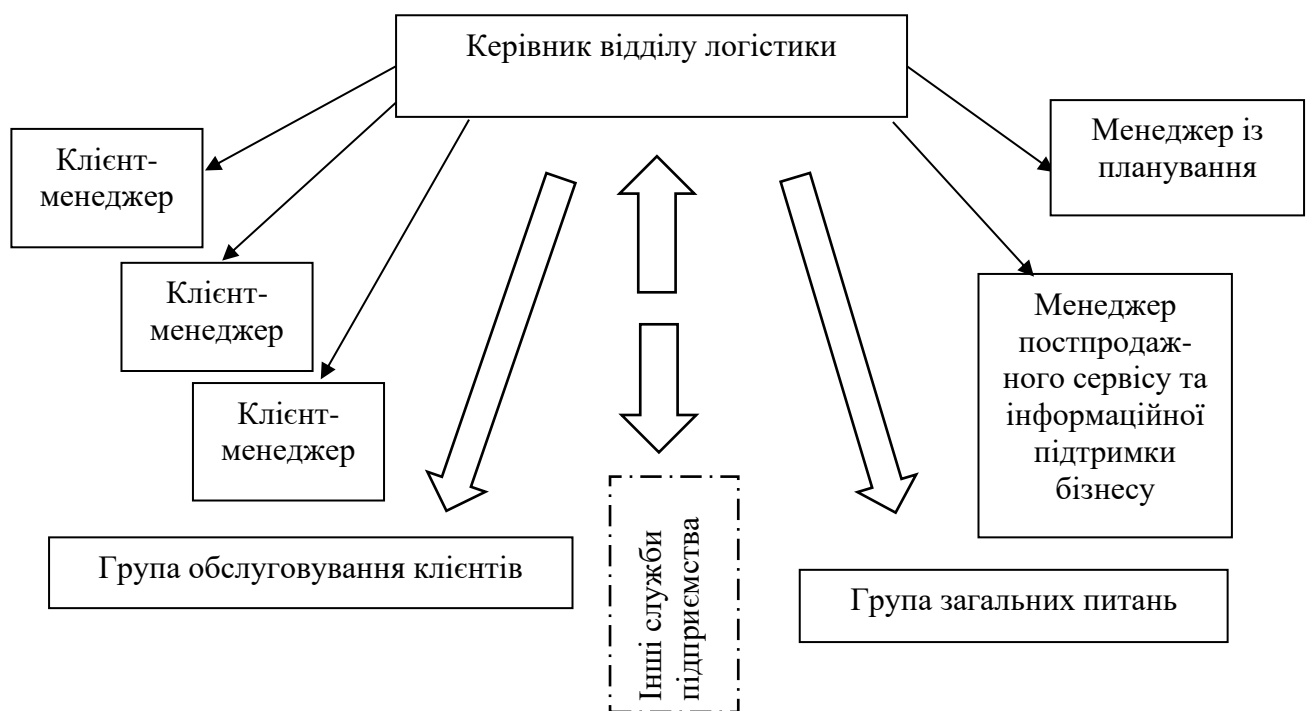 Керівник відділу логістики
Клієнт-
менеджер
Клієнт-
менеджер
Клієнт-
менеджер
Менеджер із
планування
Менеджер
постпродаж-
ного сервісу та
інформаційної
підтримки
бізнесу
Група обслуговування клієнтів
Інші служби
підприємства
Група загальних питань